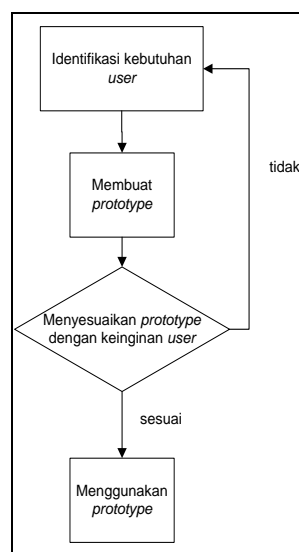 Identifikasi kebutuhan
user
tidak
Membuat
prototype
Menyesuaikan prototype
dengan keinginan user
sesuai
Menggunakan
prototype